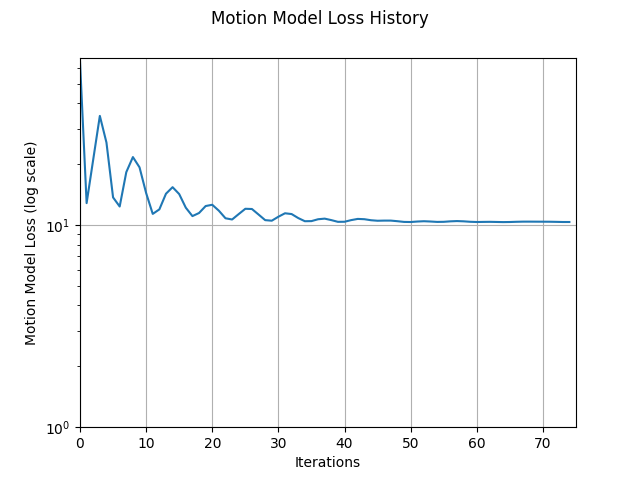 Motion Model Loss History
Motion Model Loss (log scale)
10¹
10⁰
0 10 20 30 40 50 60 70
Iterations